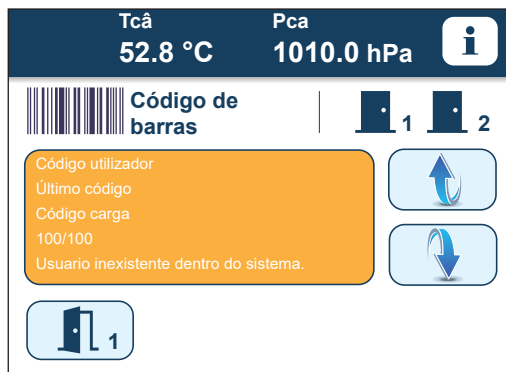 Tcâ
Pca
52.8 °C
1010.0 hPa
i
Código de
barras
1
2
Código utilizador
Último código
Código carga
100/100
Usuario inexistente dentro do sistema.
1